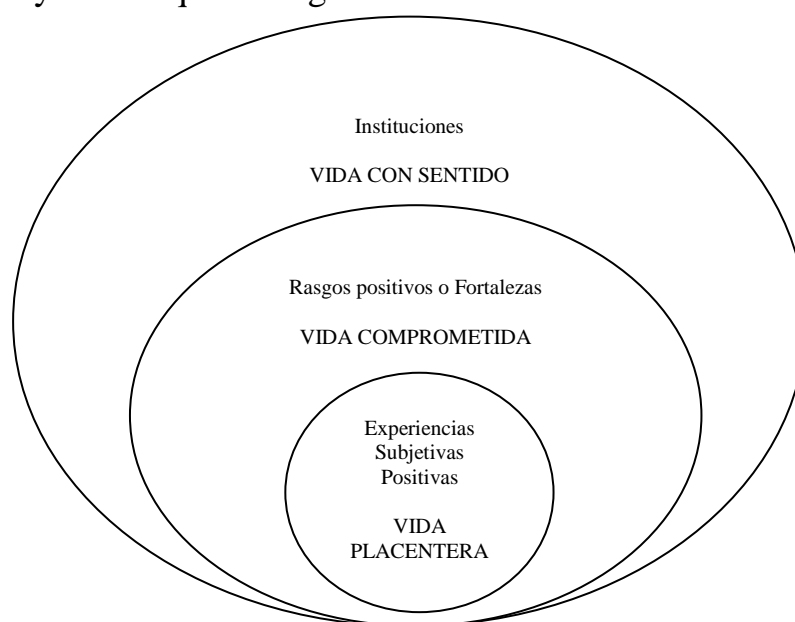 Instituciones
VIDA CON SENTIDO
Rasgos positivos o Fortalezas
VIDA COMPROMETIDA
Experiencias
Subjetivas
Positivas
VIDA
PLACENTERA